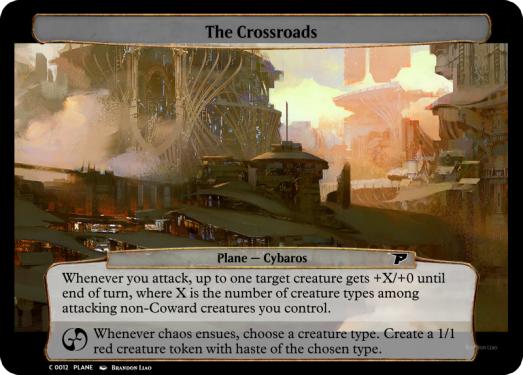 The Crossroads
Plane — Cybaros
Whenever you attack, up to one target creature gets +X/+0 until
end of turn, where X is the number of creature types among
attacking non-Coward creatures you control.
Whenever chaos ensues, choose a creature type. Create a 1/1
red creature token with haste of the chosen type.
Brandon Liao
C 0012 PLANE Brandon Liao